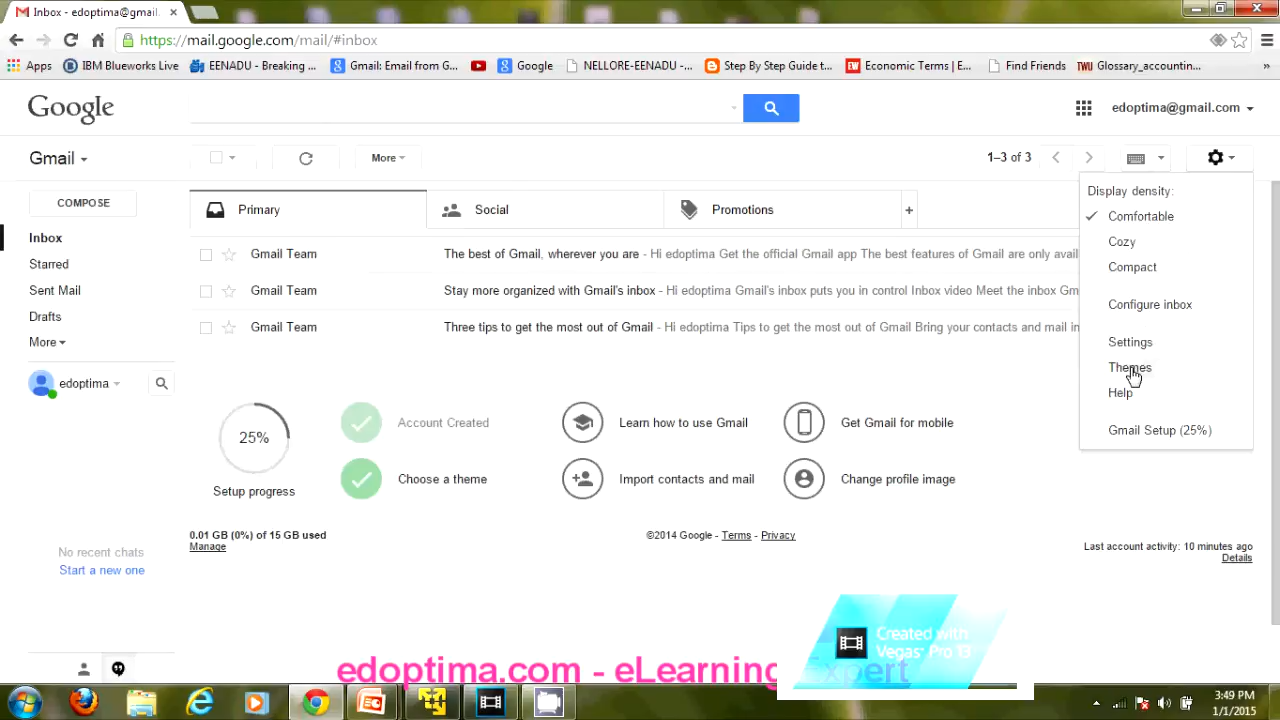 Inbox - edoptima@gmail.
https://mail.google.com/mail/#inbox
Apps IBM Blueworks Live EENADU - Breaking ... Gmail: Email from G... Google NELLORE-EENADU -... Step By Step Guide t... EW Economic Terms | E... Find Friends TWU Glossary_accountin... »
Google edoptima@gmail.com
Gmail More 1–3 of 3
COMPOSE
Inbox
Starred
Sent Mail
Drafts
More
edoptima
Primary Social Promotions +
Gmail Team The best of Gmail, wherever you are - Hi edoptima Get the official Gmail app The best features of Gmail are only avail
Gmail Team Stay more organized with Gmail's inbox - Hi edoptima Gmail's inbox puts you in control Inbox video Meet the inbox Gm
Gmail Team Three tips to get the most out of Gmail - Hi edoptima Tips to get the most out of Gmail Bring your contacts and mail in
Display density:
Comfortable
Cozy
Compact
Configure inbox
Settings
Themes
Help
Gmail Setup (25%)
25%
Setup progress
Account Created Learn how to use Gmail Get Gmail for mobile
Choose a theme Import contacts and mail Change profile image
0.01 GB (0%) of 15 GB used
Manage
©2014 Google - Terms - Privacy
Last account activity: 10 minutes ago
Details
No recent chats
Start a new one
Created with
Vegas Pro 13
edoptima.com - eLearning Expert
3:49 PM
1/1/2015